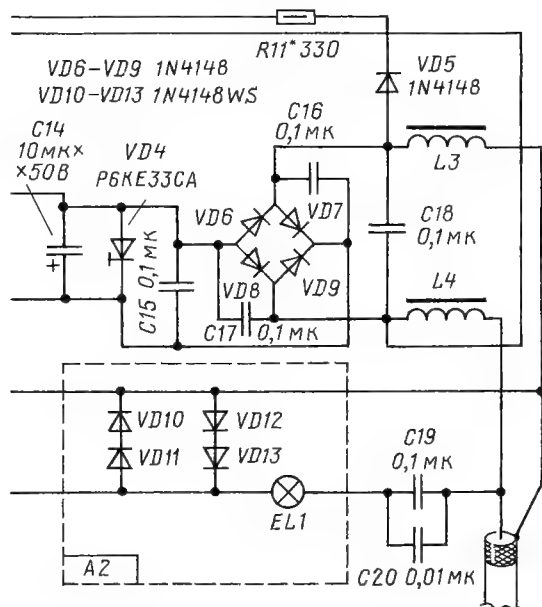 R11* 330
VD6-VD9 1N4148
VD10-VD13 1N4148WS
VD5
1N4148
C14
10мк×
×50В
VD4
P6KE33CA
C16
0,1мк
L3
VD6
VD7
C18
0,1мк
+
C15 0,1мк
VD8
VD9
L4
C17
0,1мк
VD10
VD12
VD11
VD13
C19
0,1мк
EL1
A2
C20 0,01мк